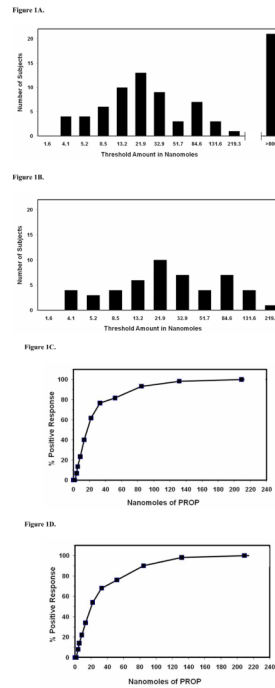 Figure 1A.
Number of Subjects
20
15
10
5
0
1.6 4.1 5.2 8.5 13.2 21.9 32.9 51.7 84.6 131.6 219.3
Threshold Amount in Nanomoles
Figure 1B.
Number of Subjects
20
15
10
5
0
1.6 4.1 5.2 8.5 13.2 21.9 32.9 51.7 84.6 131.6 219.
Threshold Amount in Nanomoles
Figure 1C.
% Positive Response
100
80
60
40
20
0
0 20 40 60 80 100 120 140 160 180 200 220 240
Nanomoles of PROP
Figure 1D.
% Positive Response
100
80
60
40
20
0
0 20 40 60 80 100 120 140 160 180 200 220 240
Nanomoles of PROP